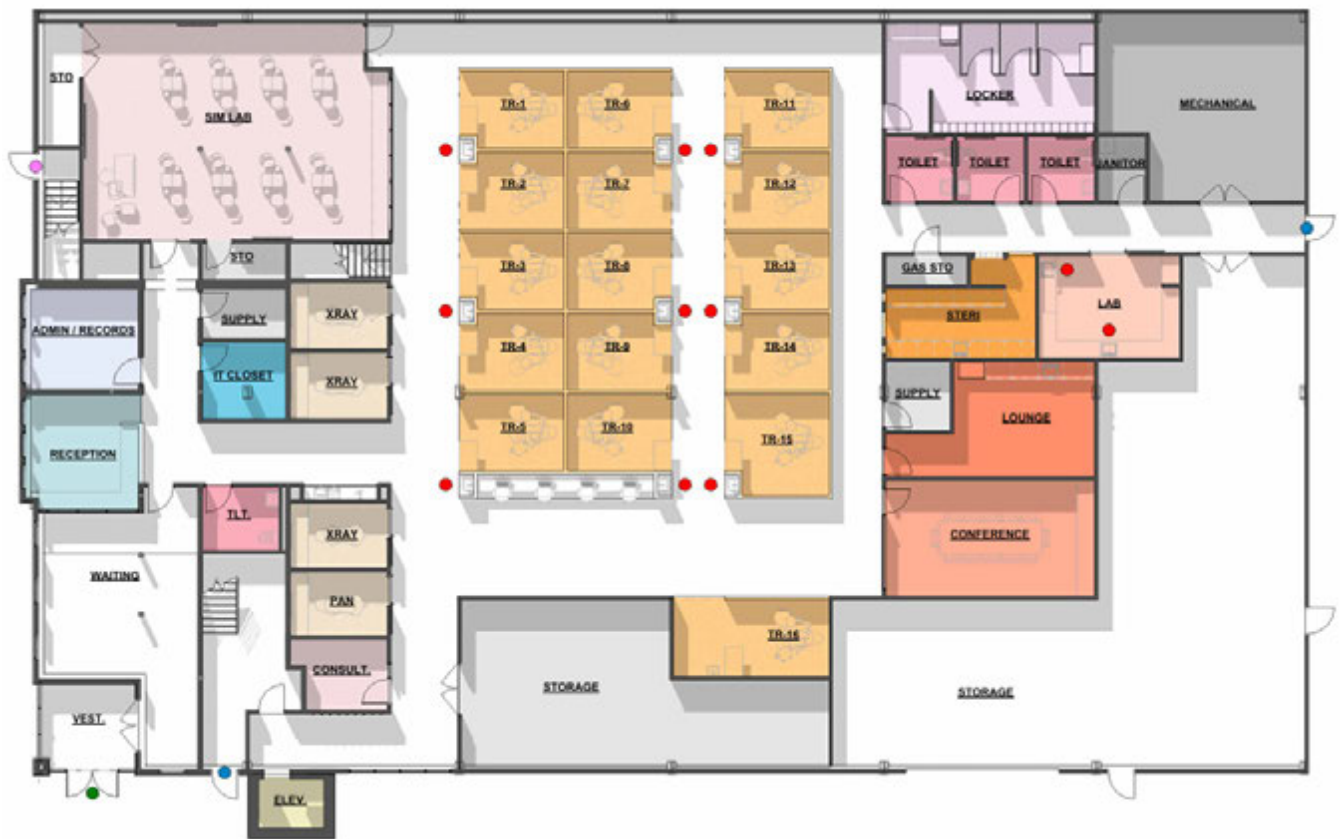 STO
SIM LAB
TR-1
TR-6
TR-11
LOCKER
MECHANICAL
TOILET
TOILET
TOILET
JANITOR
TR-2
TR-7
TR-12
STO
TR-3
TR-8
TR-13
GAS STO
ADMIN / RECORDS
SUPPLY
XRAY
STERI
LAB
TR-4
TR-9
TR-14
IT CLOSET
XRAY
SUPPLY
LOUNGE
RECEPTION
TR-5
TR-10
TR-15
TLT.
XRAY
CONFERENCE
WAITING
PAN
TR-16
CONSULT.
STORAGE
STORAGE
VEST.
ELEV.